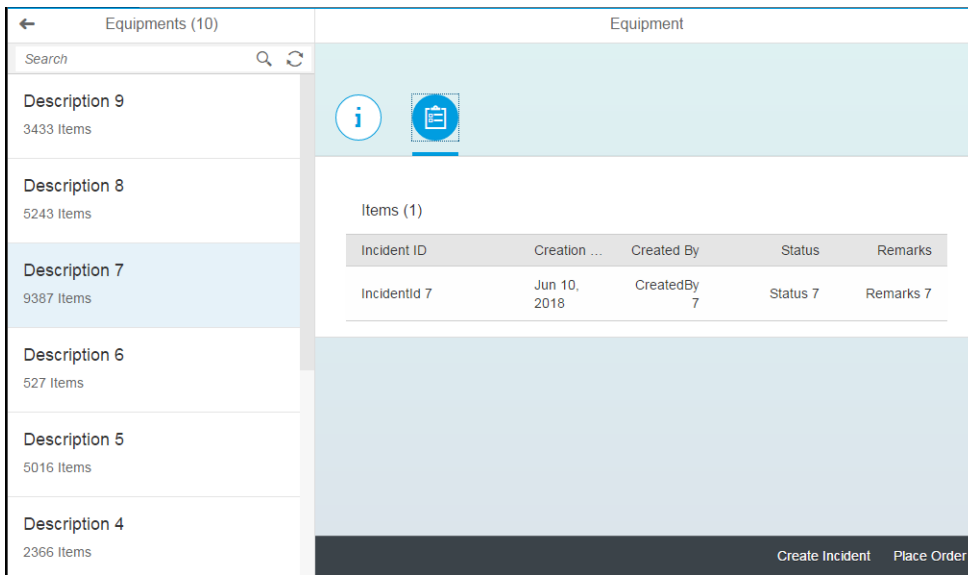 Equipments (10)
Search
Description 9
3433 Items
Description 8
5243 Items
Description 7
9387 Items
Description 6
527 Items
Description 5
5016 Items
Description 4
2366 Items
Equipment
i
Items (1)
Incident ID Creation ... Created By Status Remarks
IncidentId 7 Jun 10, 2018 CreatedBy 7 Status 7 Remarks 7
Create Incident Place Order